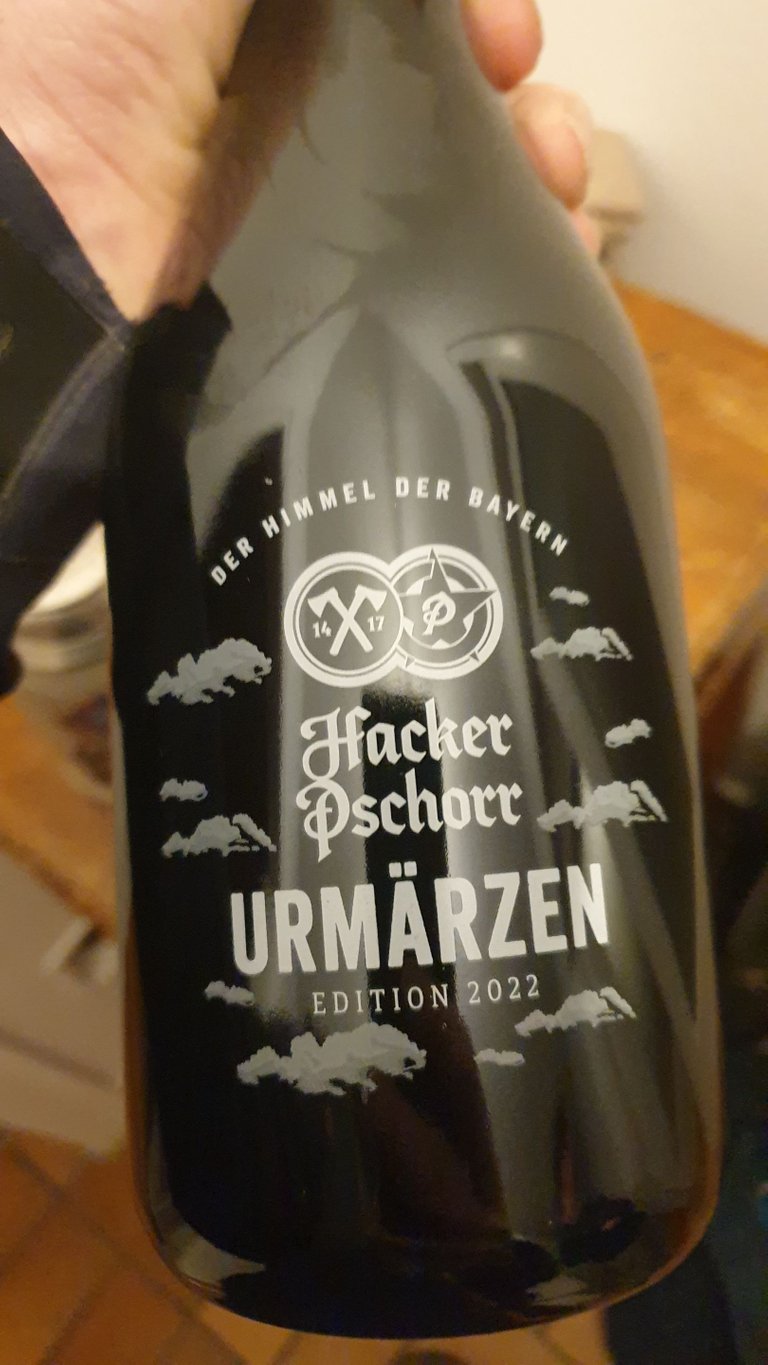 DER HIMMEL DER BAYERN
14 17 P
Hacker
Pschorr
URMÄRZEN
EDITION 2022